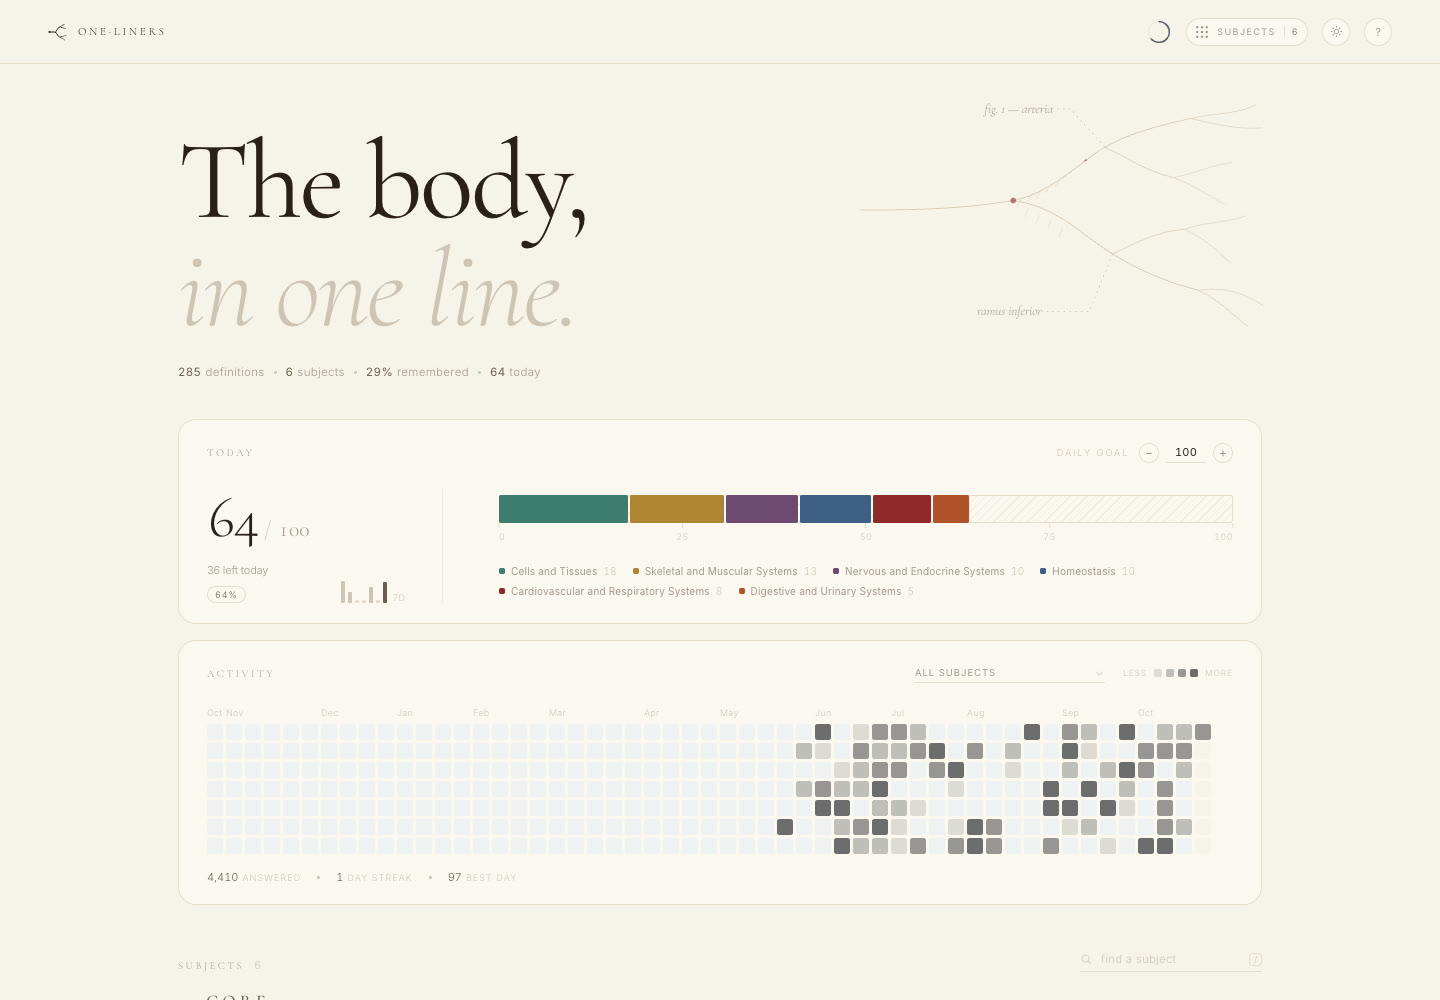 ONE-LINERS
SUBJECTS 6
?
fig. 1 — arteria
The body,
in one line.
ramus inferior
285 definitions • 6 subjects • 29% remembered • 64 today
TODAY
DAILY GOAL − 100 +
64 / 100
36 left today
64%
7D
0 25 50 75 100
Cells and Tissues 18 Skeletal and Muscular Systems 13 Nervous and Endocrine Systems 10 Homeostasis 10
Cardiovascular and Respiratory Systems 8 Digestive and Urinary Systems 5
ACTIVITY
ALL SUBJECTS
LESS MORE
Oct Nov Dec Jan Feb Mar Apr May Jun Jul Aug Sep Oct
4,410 ANSWERED • 1 DAY STREAK • 97 BEST DAY
SUBJECTS 6
find a subject /